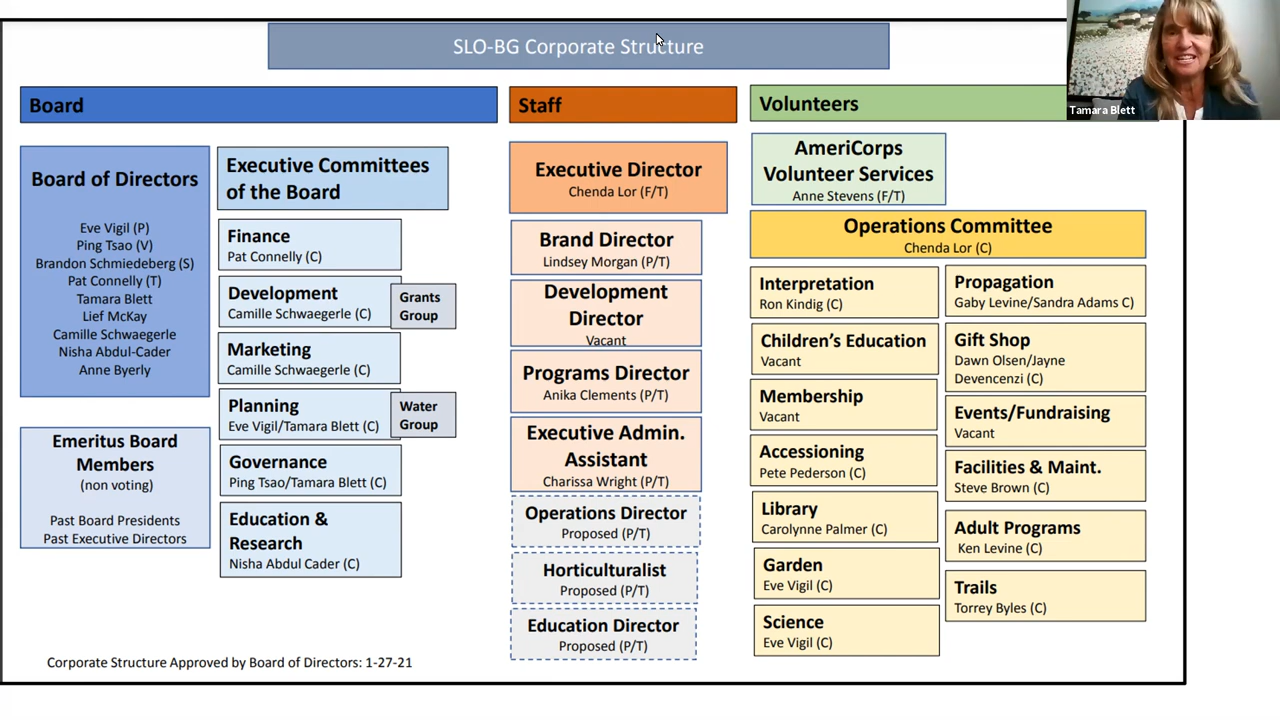 SLO-BG Corporate Structure
Tamara Blett
Board
Board of Directors
Eve Vigil (P)
Ping Tsao (V)
Brandon Schmiedeberg (S)
Pat Connelly (T)
Tamara Blett
Lief McKay
Camille Schwaegerle
Nisha Abdul-Cader
Anne Byerly
Emeritus Board
Members
(non voting)
Past Board Presidents
Past Executive Directors
Executive Committees
of the Board
Finance
Pat Connelly (C)
Development
Camille Schwaegerle (C)
Grants
Group
Marketing
Camille Schwaegerle (C)
Planning
Eve Vigil/Tamara Blett (C)
Water
Group
Governance
Ping Tsao/Tamara Blett (C)
Education &
Research
Nisha Abdul Cader (C)
Staff
Executive Director
Chenda Lor (F/T)
Brand Director
Lindsey Morgan (P/T)
Development
Director
Vacant
Programs Director
Anika Clements (P/T)
Executive Admin.
Assistant
Charissa Wright (P/T)
Operations Director
Proposed (P/T)
Horticulturalist
Proposed (P/T)
Education Director
Proposed (P/T)
Volunteers
AmeriCorps
Volunteer Services
Anne Stevens (F/T)
Operations Committee
Chenda Lor (C)
Interpretation
Ron Kindig (C)
Children's Education
Vacant
Membership
Vacant
Accessioning
Pete Pederson (C)
Library
Carolynne Palmer (C)
Garden
Eve Vigil (C)
Science
Eve Vigil (C)
Propagation
Gaby Levine/Sandra Adams C)
Gift Shop
Dawn Olsen/Jayne
Devencenzi (C)
Events/Fundraising
Vacant
Facilities & Maint.
Steve Brown (C)
Adult Programs
Ken Levine (C)
Trails
Torrey Byles (C)
Corporate Structure Approved by Board of Directors: 1-27-21